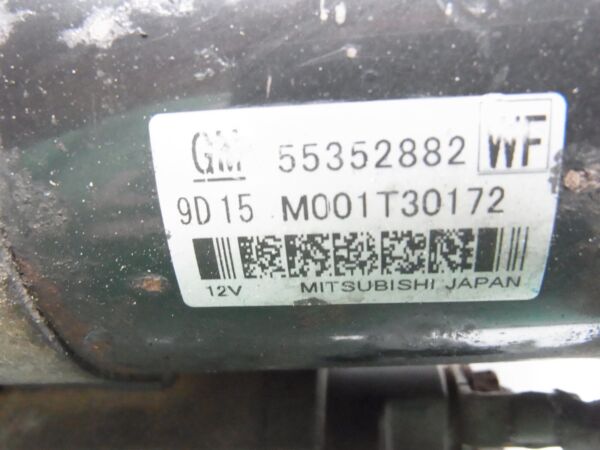 GM 55352882 WF
9D15 M001T30172
12V MITSUBISHI JAPAN